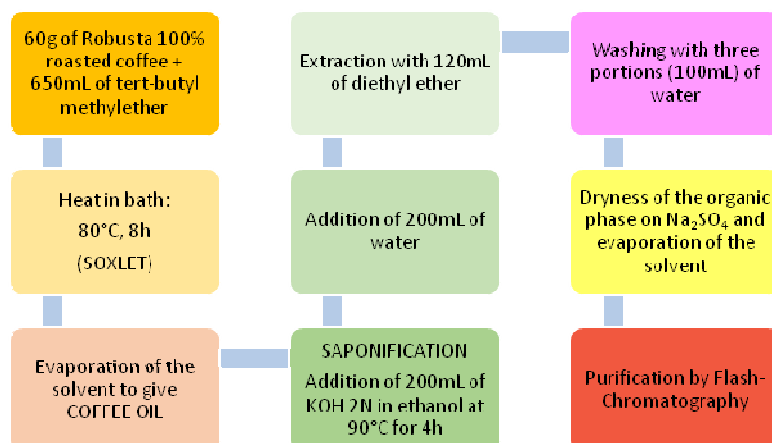 60g of Robusta 100%
roasted coffee +
650mL of tert-butyl
methylether
Heat in bath:
80°C, 8h
(SOXLET)
Evaporation of the
solvent to give
COFFEE OIL
SAPONIFICATION
Addition of 200mL of
KOH 2N in ethanol at
90°C for 4h
Addition of 200mL of
water
Extraction with 120mL
of diethyl ether
Washing with three
portions (100mL) of
water
Dryness of the organic
phase on Na₂SO₄ and
evaporation of the
solvent
Purification by Flash-
Chromatography